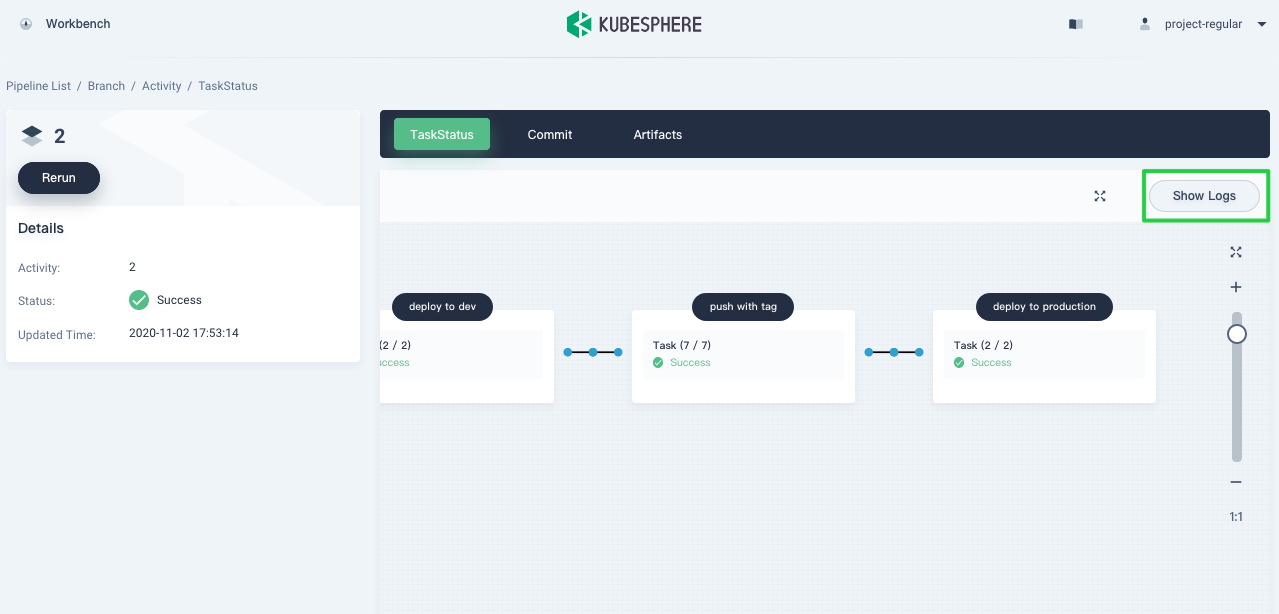 Workbench
KUBESPHERE
project-regular
Pipeline List / Branch / Activity / TaskStatus
2
Rerun
Details
Activity: 2
Status: Success
Updated Time: 2020-11-02 17:53:14
TaskStatus Commit Artifacts
Show Logs
deploy to dev
(2 / 2)
push with tag
Task (7 / 7)
Success
deploy to production
Task (2 / 2)
Success
1:1